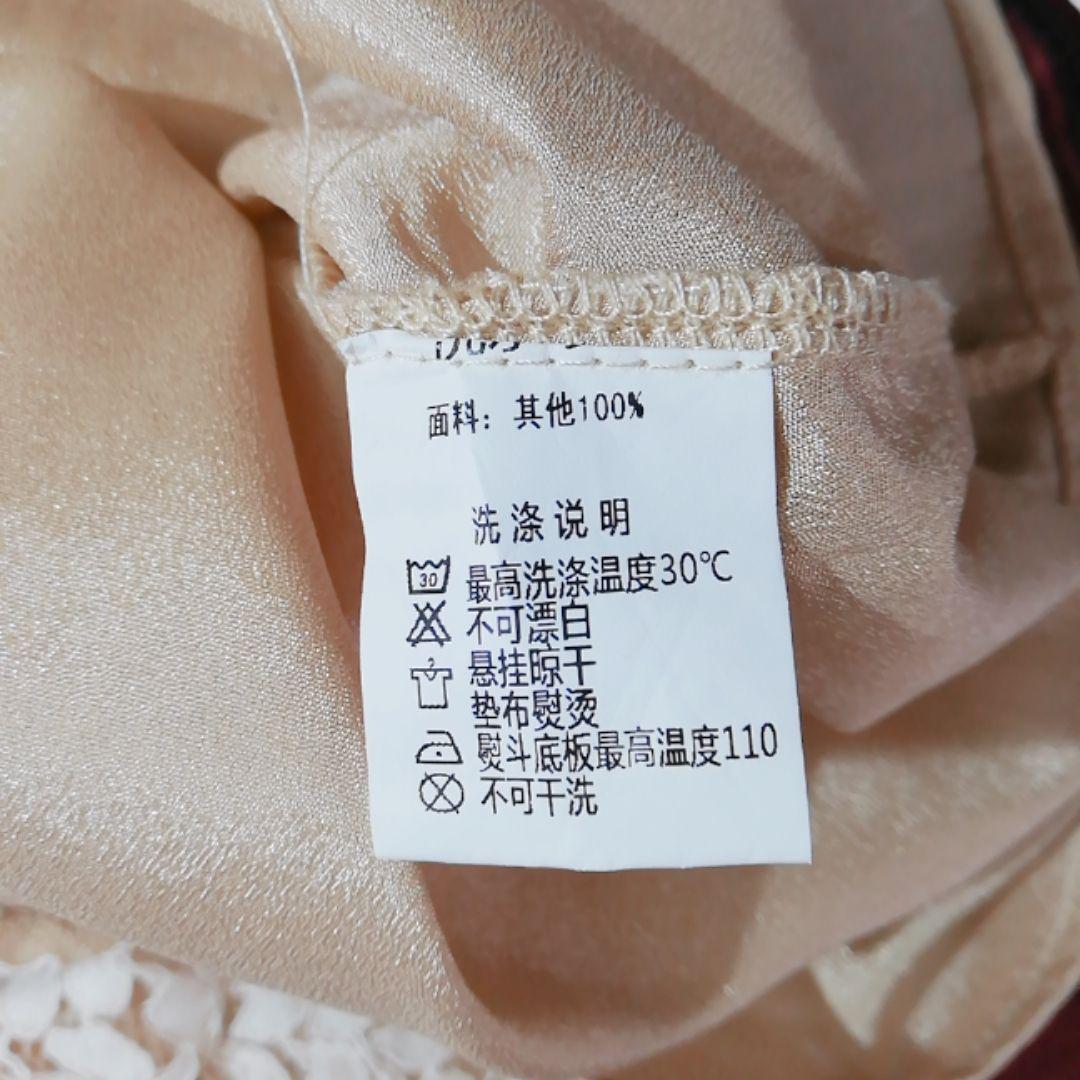 面料：其他100%
洗涤说明
30
最高洗涤温度30℃
不可漂白
悬挂晾干
垫布熨烫
熨斗底板最高温度110
不可干洗